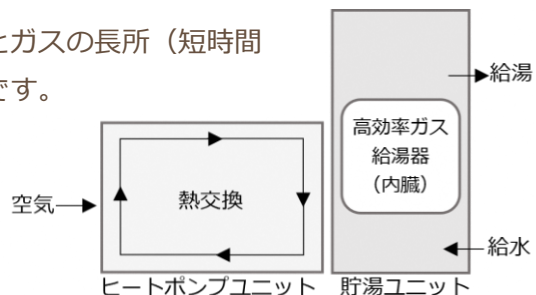 とガスの長所（短時間
です。
給湯
高効率ガス
給湯器
（内臓）
熱交換
空気
給水
ヒートポンプユニット
貯湯ユニット